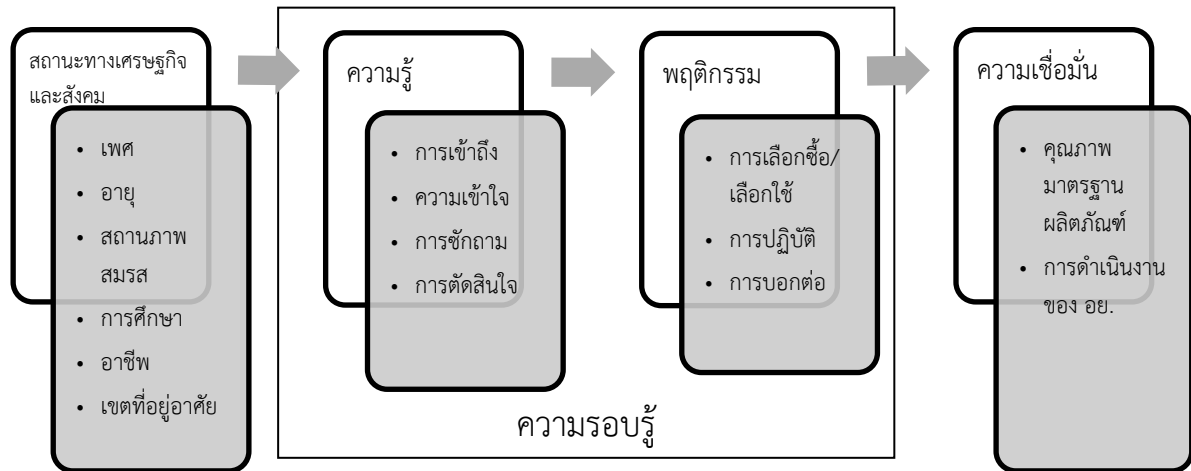 สถานะทางเศรษฐกิจ
และสังคม
• เพศ
• อายุ
• สถานภาพ
สมรส
• การศึกษา
• อาชีพ
• เขตที่อยู่อาศัย
ความรู้
• การเข้าถึง
• ความเข้าใจ
• การซักถาม
• การตัดสินใจ
พฤติกรรม
• การเลือกซื้อ/
เลือกใช้
• การปฏิบัติ
• การบอกต่อ
ความรอบรู้
ความเชื่อมั่น
• คุณภาพ
มาตรฐาน
ผลิตภัณฑ์
• การดำเนินงาน
ของ อย.